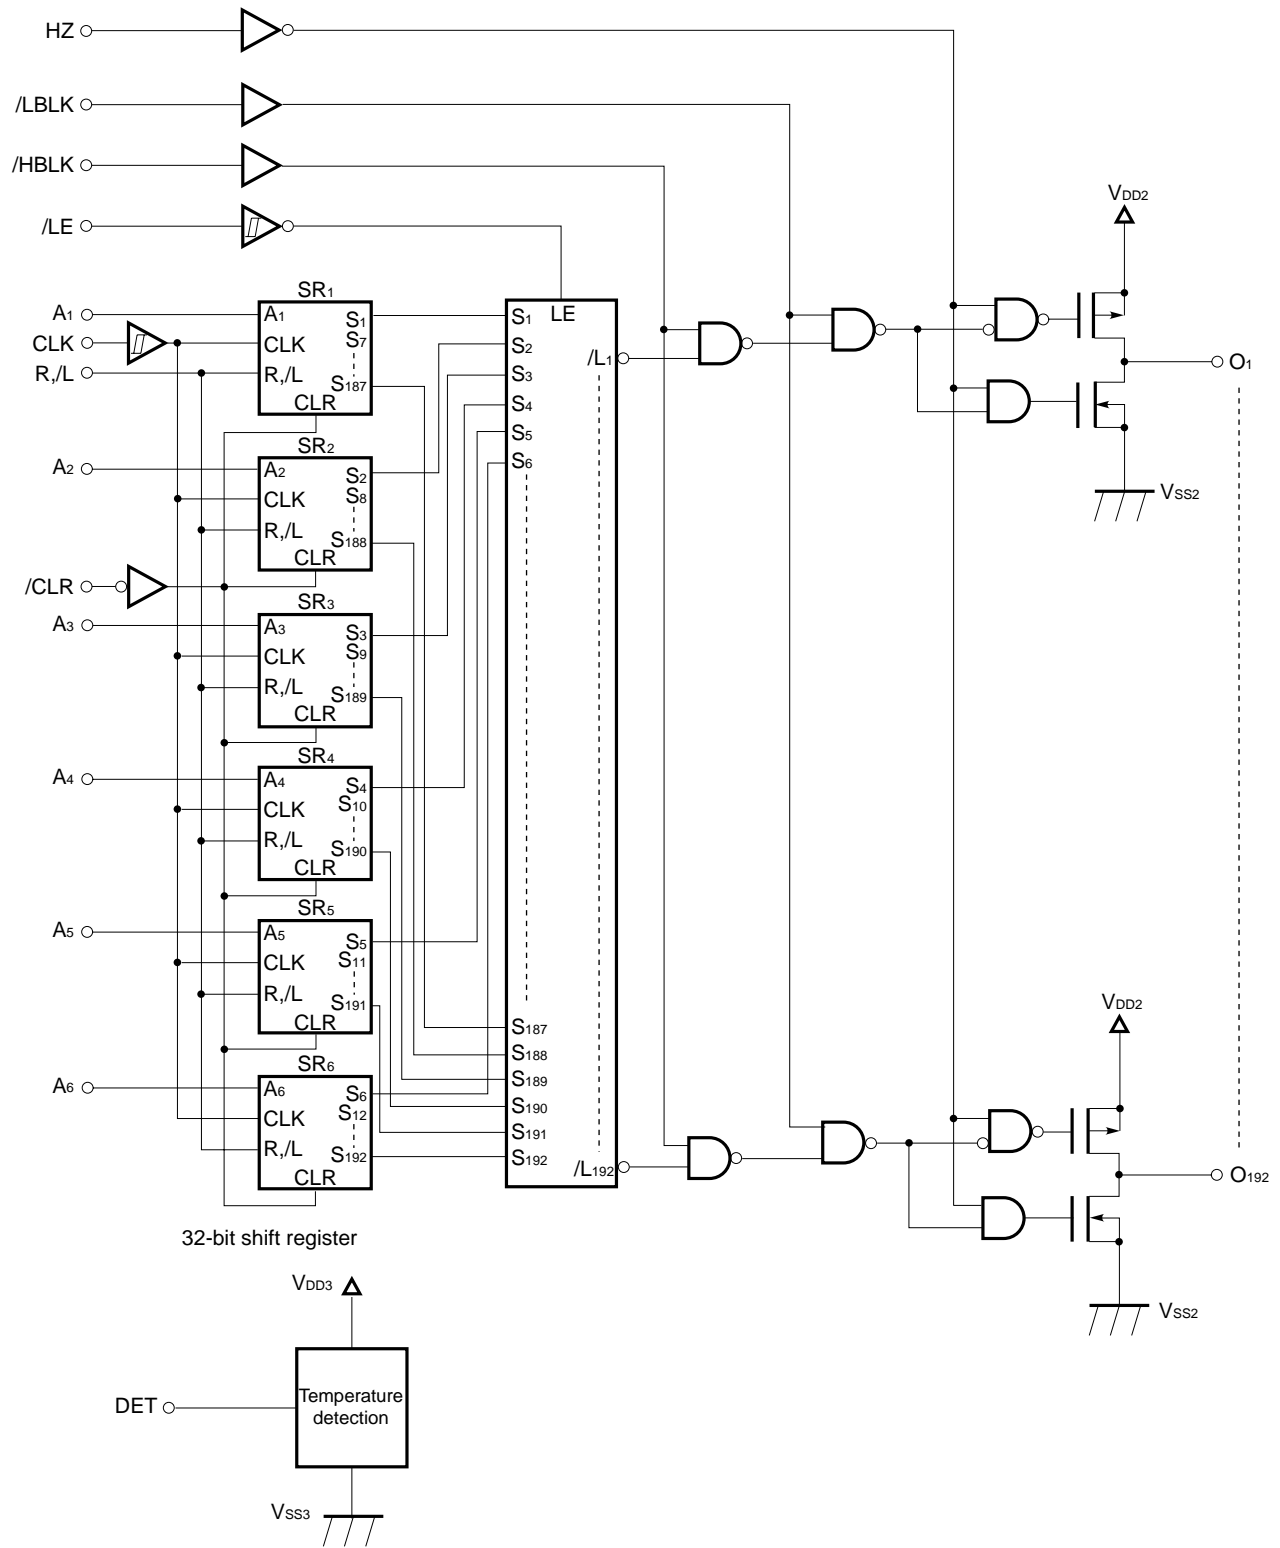 HZ
/LBLK
/HBLK
/LE
VDD2
SR1
A1
A1
S1
S7
CLK
CLK
R,/L
R,/L
S187
CLR
LE
S1
S2
S3
S4
S5
S6
/L1
O1
SR2
A2
A2
S2
S8
CLK
R,/L
S188
CLR
VSS2
/CLR
SR3
A3
A3
S3
S9
CLK
R,/L
S189
CLR
SR4
A4
A4
S4
S10
CLK
R,/L
S190
CLR
SR5
A5
A5
S5
S11
CLK
R,/L
S191
CLR
VDD2
S187
S188
S189
S190
S191
S192
/L192
O192
SR6
A6
A6
S6
S12
CLK
R,/L
S192
CLR
32-bit shift register
VSS2
VDD3
DET
Temperature
detection
VSS3